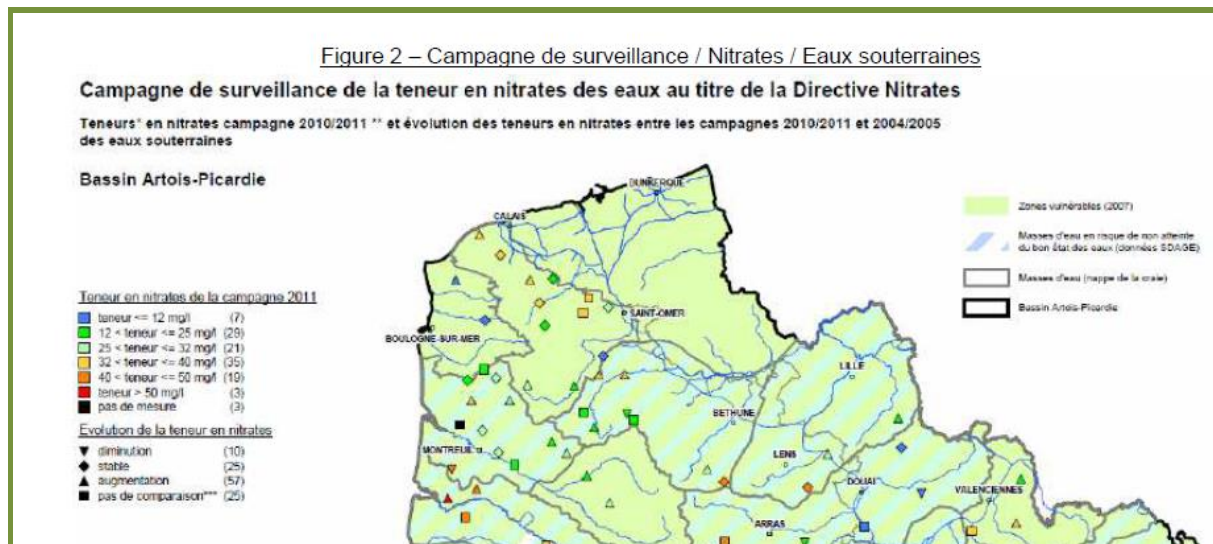 Figure 2 – Campagne de surveillance / Nitrates / Eaux souterraines
Campagne de surveillance de la teneur en nitrates des eaux au titre de la Directive Nitrates
Teneurs* en nitrates campagne 2010/2011 ** et évolution des teneurs en nitrates entre les campagnes 2010/2011 et 2004/2005
des eaux souterraines
Bassin Artois-Picardie
DUNKERQUE
CALAIS
Zones vulnérables (2007)
Masses d'eau en risque de non atteinte
du bon état des eaux (données SDAGE)
Masses d'eau (nappe de la craie)
Bassin Artois-Picardie
Teneur en nitrates de la campagne 2011
teneur <= 12 mg/l (7)
12 < teneur <= 25 mg/l (29)
25 < teneur <= 32 mg/l (21)
32 < teneur <= 40 mg/l (35)
40 < teneur <= 50 mg/l (19)
teneur > 50 mg/l (3)
pas de mesure (3)
Evolution de la teneur en nitrates
diminution (10)
stable (25)
augmentation (57)
pas de comparaison*** (25)
SAINT-OMER
BOULOGNE-SUR-MER
LILLE
BETHUNE
MONTREUIL
LENS
DOUAI
VALENCIENNES
ARRAS